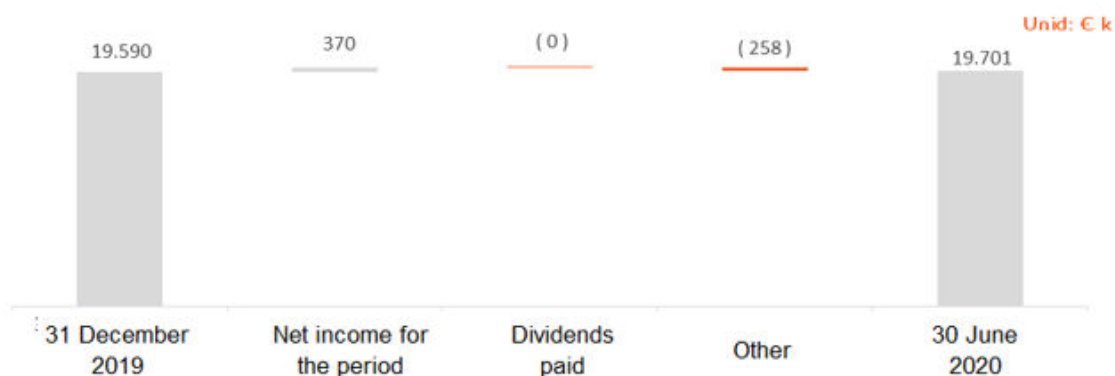 Unid: € k
19.590
370
( 0 )
( 258 )
19.701
31 December
2019
Net income for
the period
Dividends
paid
Other
30 June
2020